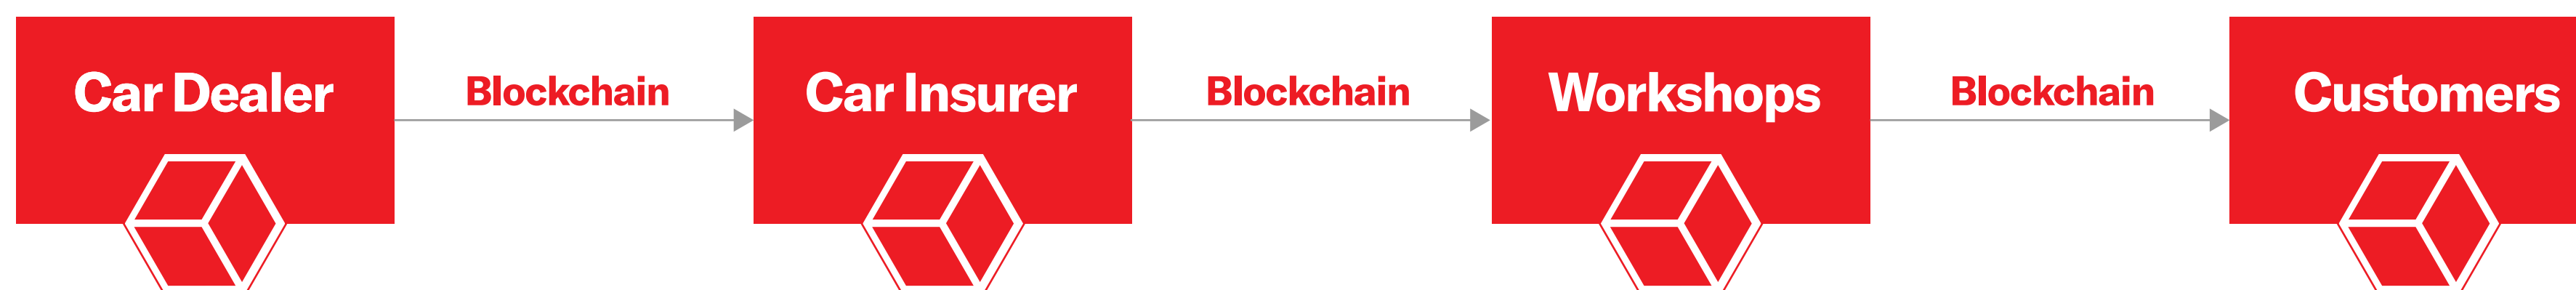 Car Dealer
Blockchain
Car Insurer
Blockchain
Workshops
Blockchain
Customers